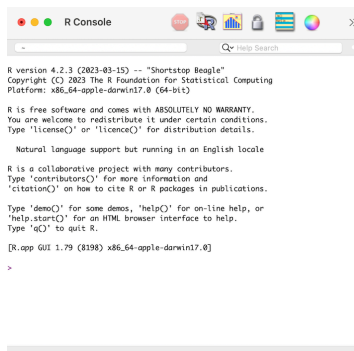 R Console
STOP
R
~
Help Search
R version 4.2.3 (2023-03-15) -- "Shortstop Beagle"
Copyright (C) 2023 The R Foundation for Statistical Computing
Platform: x86_64-apple-darwin17.0 (64-bit)
R is free software and comes with ABSOLUTELY NO WARRANTY.
You are welcome to redistribute it under certain conditions.
Type 'license()' or 'licence()' for distribution details.
Natural language support but running in an English locale
R is a collaborative project with many contributors.
Type 'contributors()' for more information and
'citation()' on how to cite R or R packages in publications.
Type 'demo()' for some demos, 'help()' for on-line help, or
'help.start()' for an HTML browser interface to help.
Type 'q()' to quit R.
[R.app GUI 1.79 (8198) x86_64-apple-darwin17.0]
>